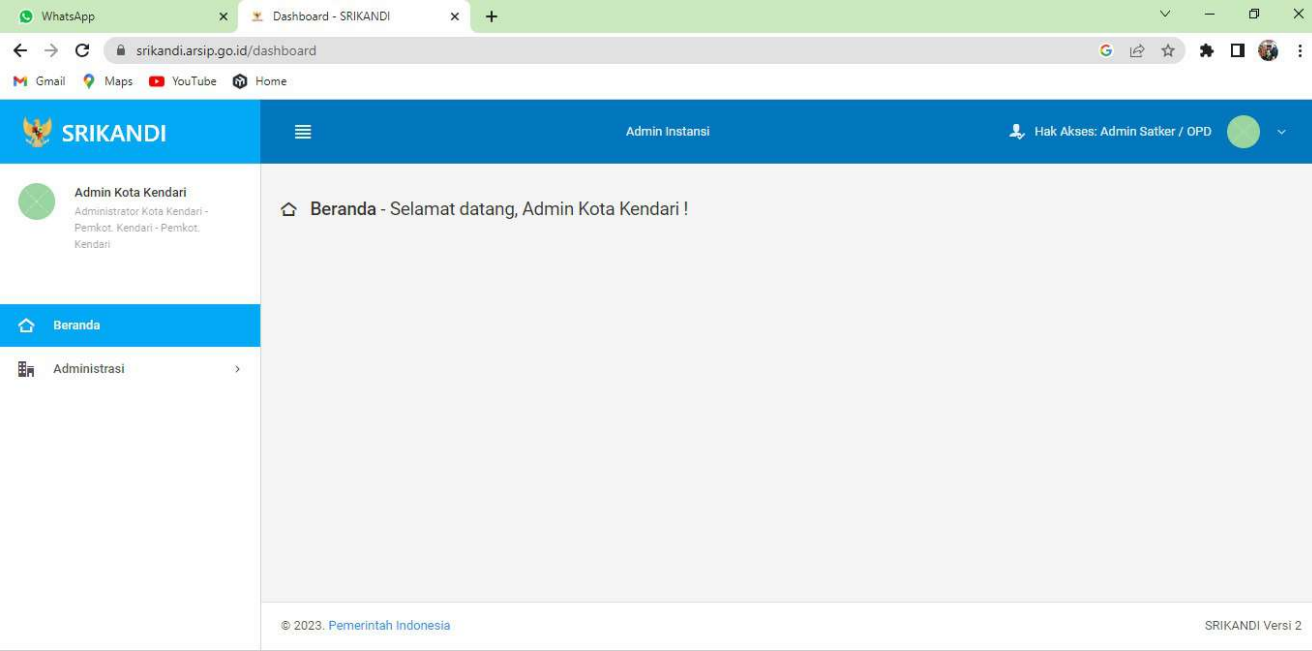 WhatsApp
Dashboard - SRIKANDI
srikandi.arsip.go.id/dashboard
Gmail Maps YouTube Home
SRIKANDI
Admin Instansi
Hak Akses: Admin Satker / OPD
Admin Kota Kendari
Administrator Kota Kendari -
Pemkot. Kendari - Pemkot.
Kendari
Beranda - Selamat datang, Admin Kota Kendari !
Beranda
Administrasi
© 2023. Pemerintah Indonesia
SRIKANDI Versi 2